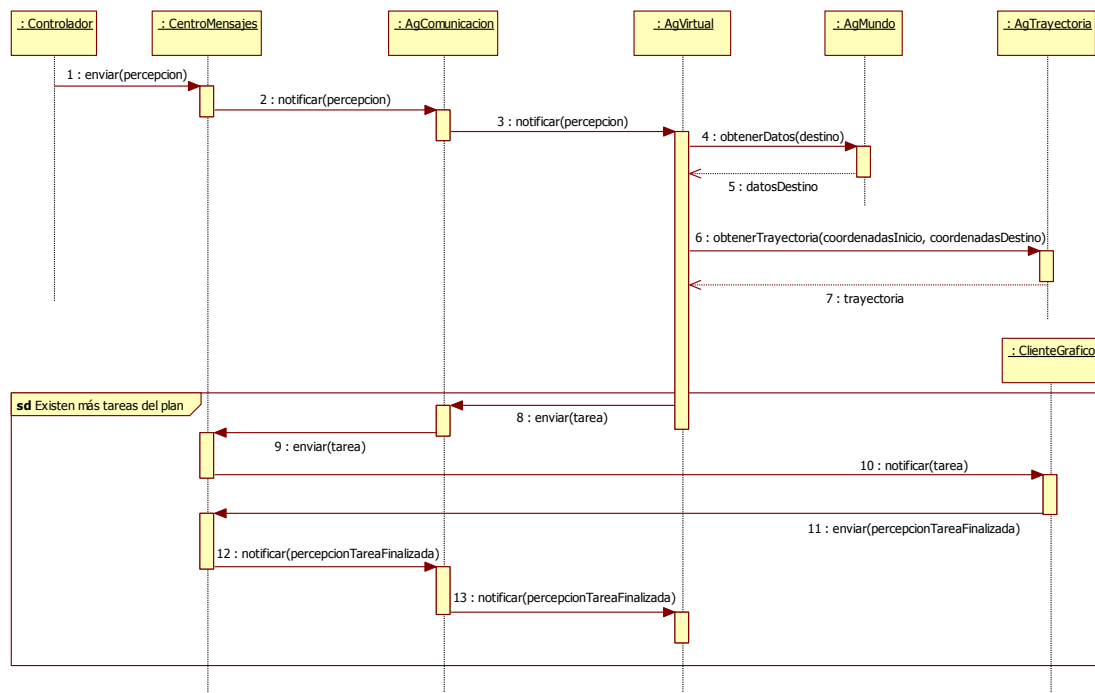 : Controlador
: CentroMensajes
: AgComunicacion
: AgVirtual
: AgMundo
: AgTrayectoria
1 : enviar(percepcion)
2 : notificar(percepcion)
3 : notificar(percepcion)
4 : obtenerDatos(destino)
5 : datosDestino
6 : obtenerTrayectoria(coordenadasInicio, coordenadasDestino)
7 : trayectoria
: ClienteGrafico
sd Existen más tareas del plan
8 : enviar(tarea)
9 : enviar(tarea)
10 : notificar(tarea)
11 : enviar(percepcionTareaFinalizada)
12 : notificar(percepcionTareaFinalizada)
13 : notificar(percepcionTareaFinalizada)